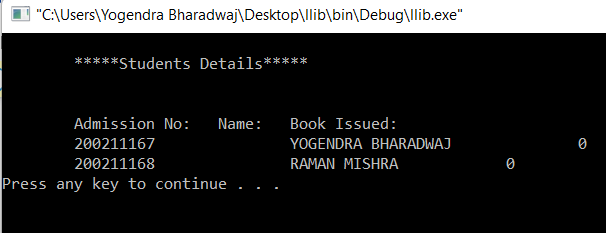 "C:\Users\Yogendra Bharadwaj\Desktop\llib\bin\Debug\llib.exe"
*****Students Details*****
Admission No: Name: Book Issued:
200211167 YOGENDRA BHARADWAJ 0
200211168 RAMAN MISHRA 0
Press any key to continue . . .